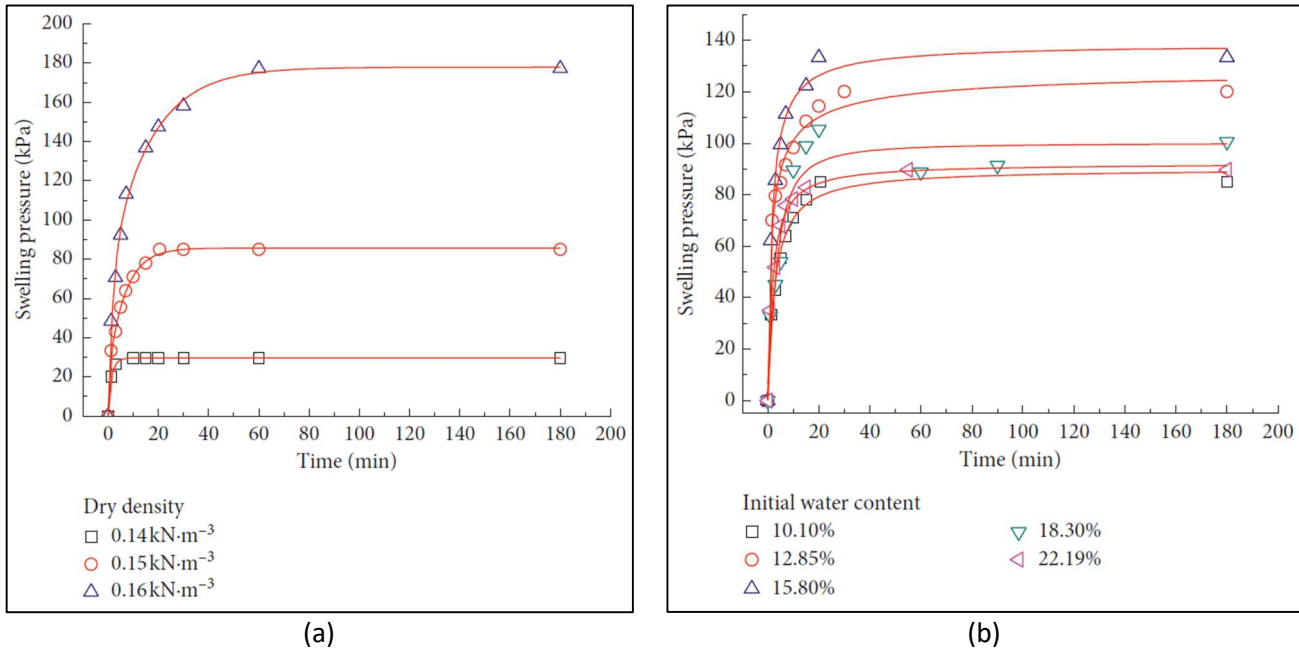 200
180
160
140
120
100
80
60
40
20
0
Swelling pressure (kPa)
0 20 40 60 80 100 120 140 160 180 200
Time (min)
Dry density
0.14 kN·m⁻³
0.15 kN·m⁻³
0.16 kN·m⁻³
(a)
140
120
100
80
60
40
20
0
Swelling pressure (kPa)
0 20 40 60 80 100 120 140 160 180 200
Time (min)
Initial water content
10.10% 18.30%
12.85% 22.19%
15.80%
(b)